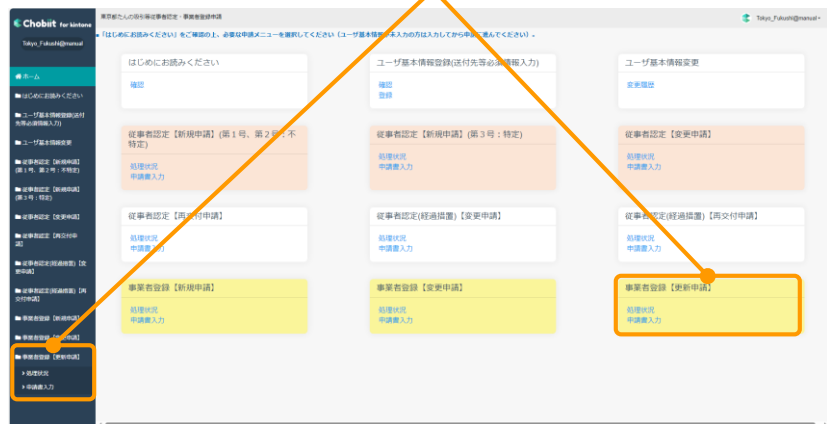 Chobiit for kintone
東京都たんの吸引等従事者認定・事業者登録申請
Tokyo_Fukushi@manual
Tokyo_Fukushi@manual
「はじめにお読みください」をご確認の上、必要な申請メニューを選択してください（ユーザ基本情報が未入力の方は入力してから申請に進んでください）。
ホーム
はじめにお読みください
ユーザ基本情報登録(送付
先等必須情報入力)
ユーザ基本情報変更
従事者認定【新規申請】
(第１号、第２号：不特定)
従事者認定【新規申請】
(第３号：特定)
従事者認定【変更申請】
従事者認定【再交付申
請】
従事者認定(経過措置)【変
更申請】
従事者認定(経過措置)【再
交付申請】
事業者登録【新規申請】
事業者登録【変更申請】
事業者登録【更新申請】
処理状況
申請書入力
はじめにお読みください
確認
ユーザ基本情報登録(送付先等必須情報入力)
確認
登録
ユーザ基本情報変更
変更履歴
従事者認定【新規申請】(第１号、第２号：不
特定)
処理状況
申請書入力
従事者認定【新規申請】(第３号：特定)
処理状況
申請書入力
従事者認定【変更申請】
処理状況
申請書入力
従事者認定【再交付申請】
処理状況
申請書入力
従事者認定(経過措置)【変更申請】
処理状況
申請書入力
従事者認定(経過措置)【再交付申請】
処理状況
申請書入力
事業者登録【新規申請】
処理状況
申請書入力
事業者登録【変更申請】
処理状況
申請書入力
事業者登録【更新申請】
処理状況
申請書入力